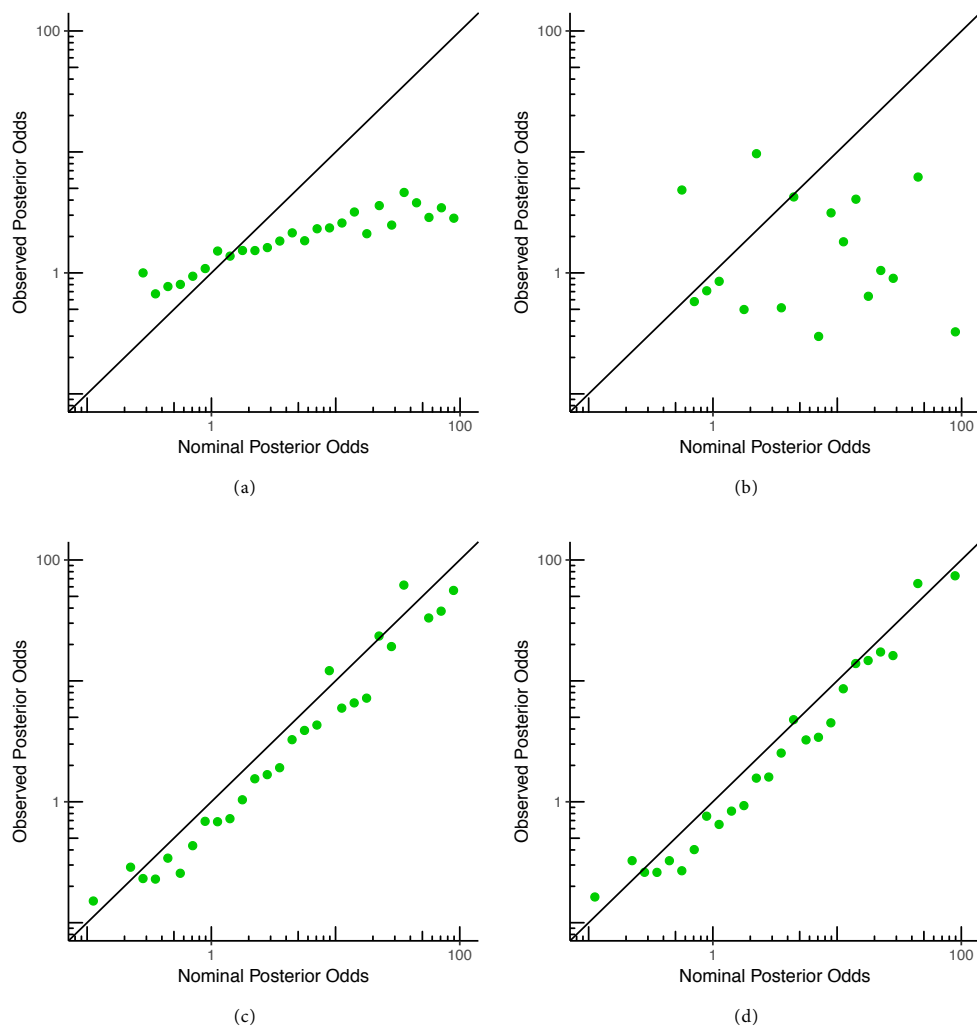 100
1
Observed Posterior Odds
1
100
Nominal Posterior Odds
(a)
100
1
Observed Posterior Odds
1
100
Nominal Posterior Odds
(b)
100
1
Observed Posterior Odds
1
100
Nominal Posterior Odds
(c)
100
1
Observed Posterior Odds
1
100
Nominal Posterior Odds
(d)